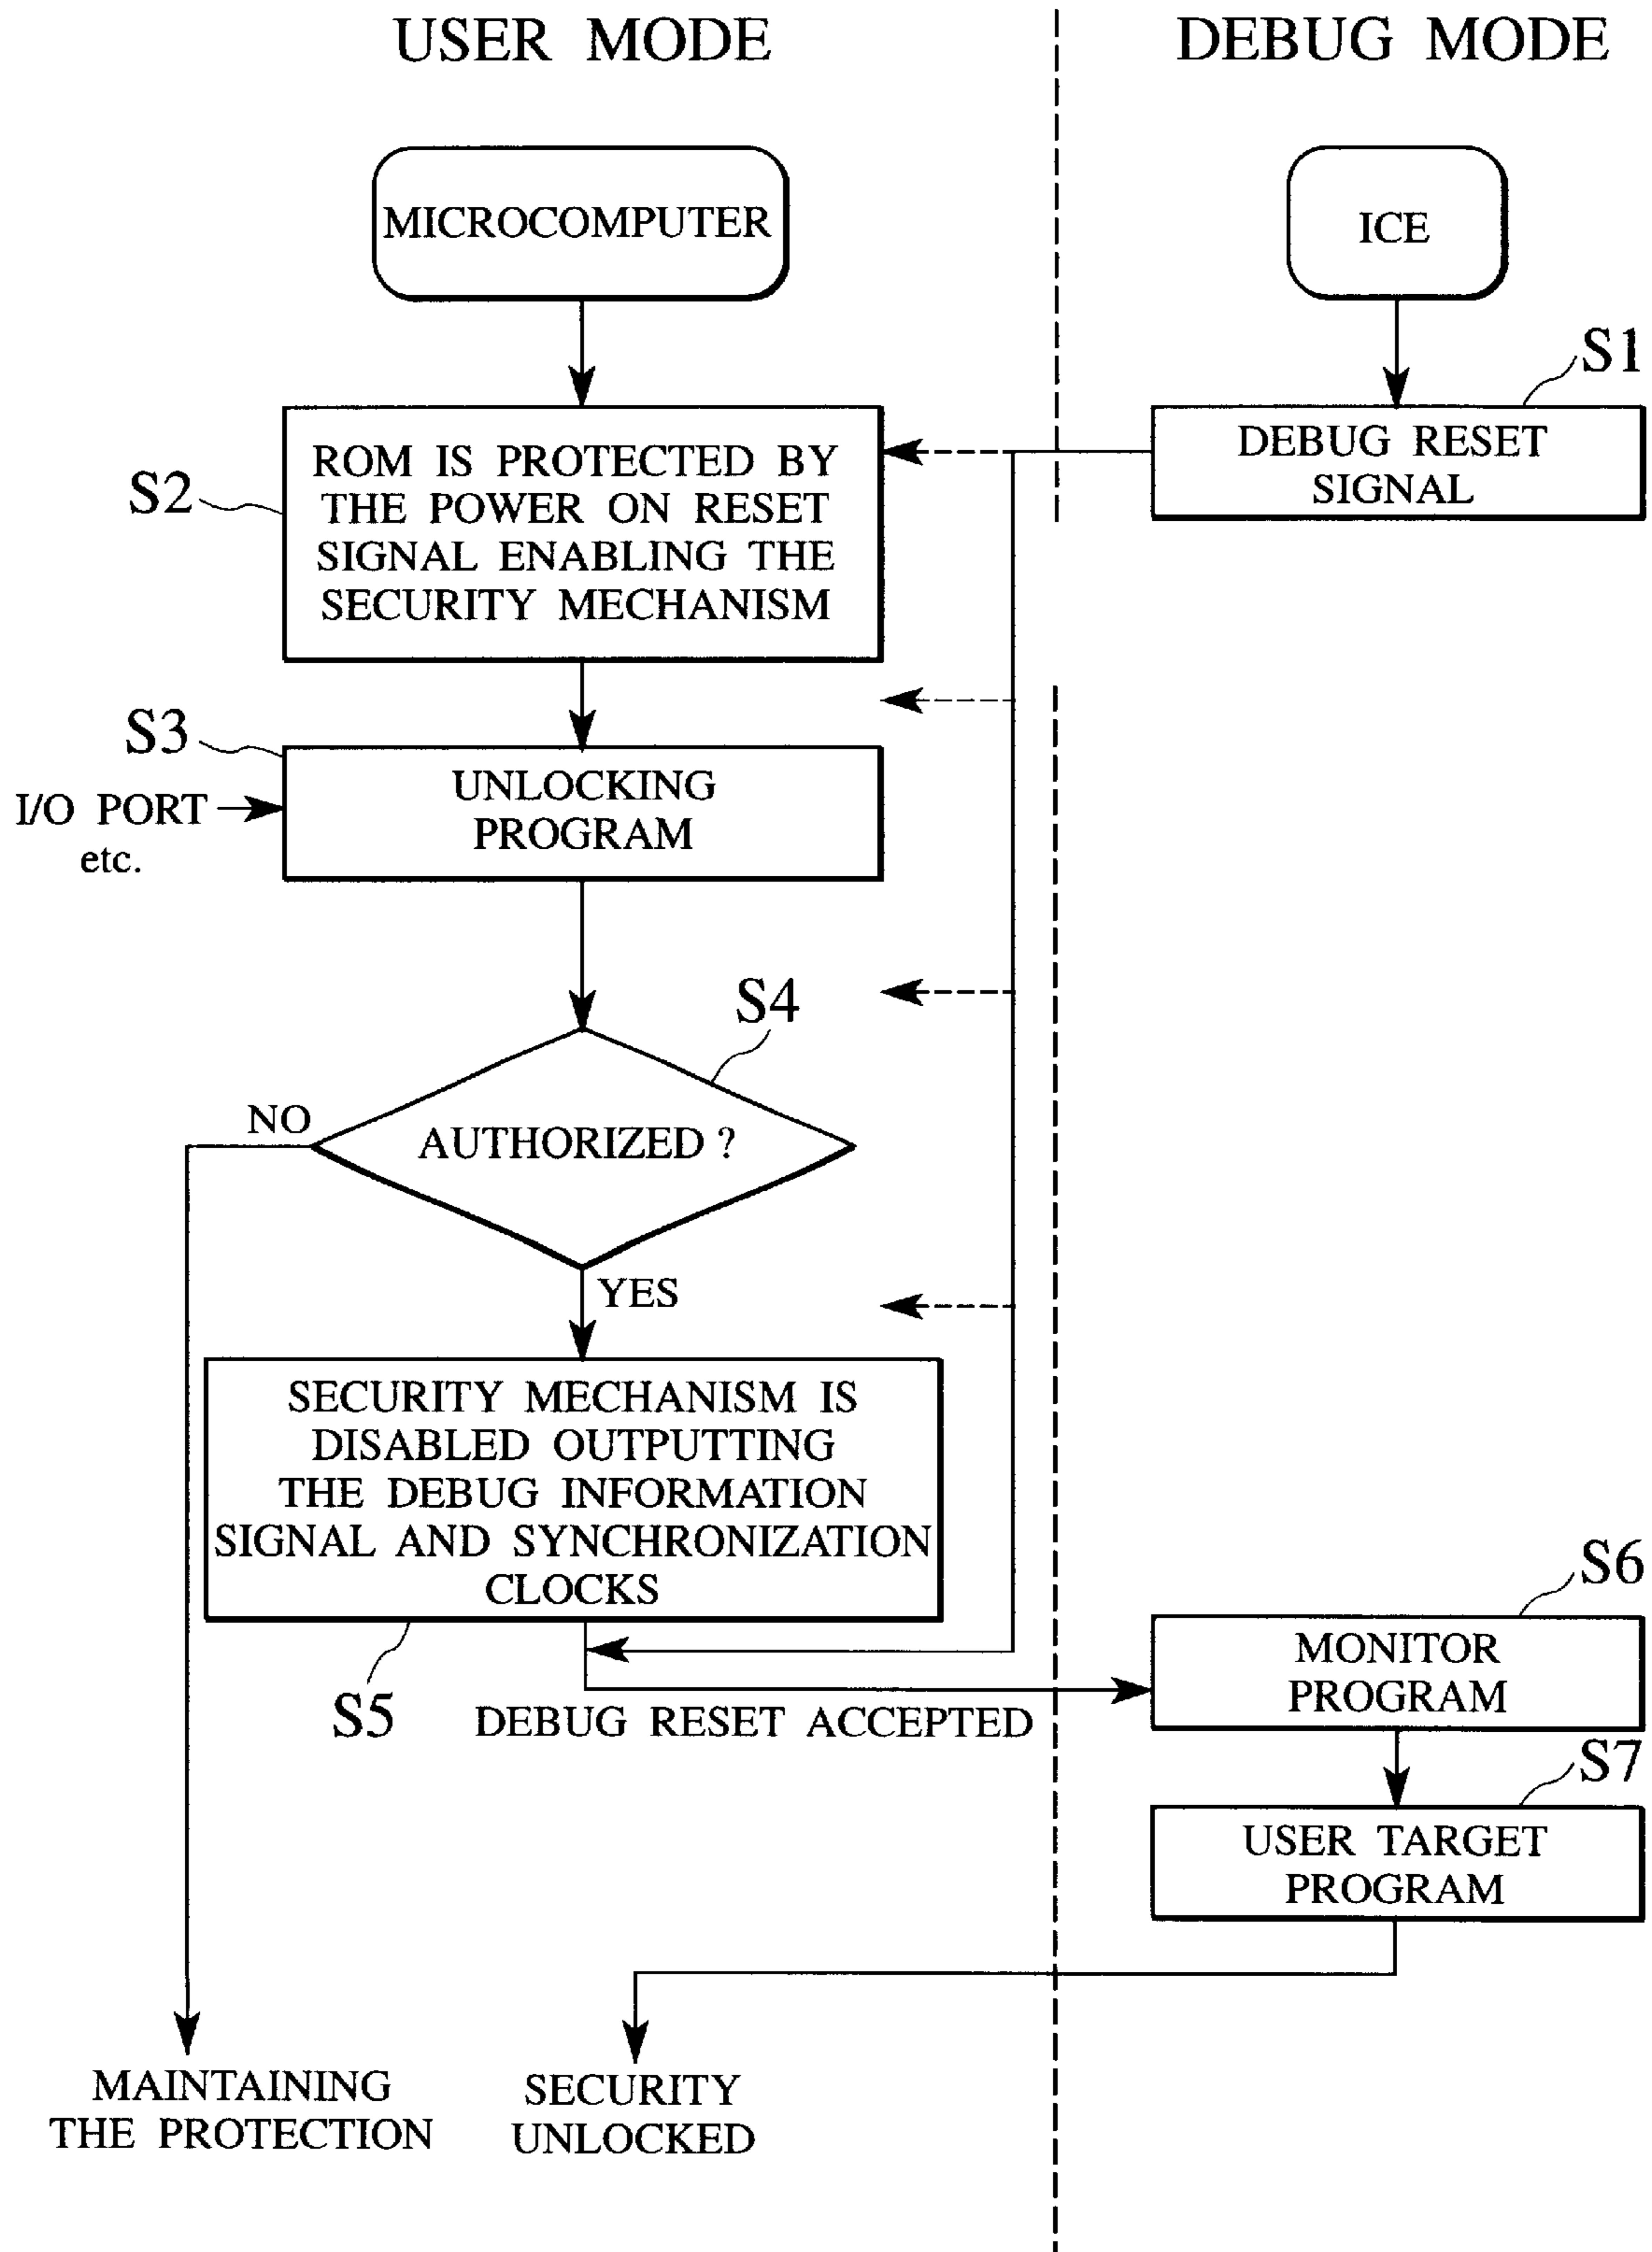 USER MODE
DEBUG MODE
MICROCOMPUTER
ICE
S1
DEBUG RESET
SIGNAL
S2
ROM IS PROTECTED BY
THE POWER ON RESET
SIGNAL ENABLING THE
SECURITY MECHANISM
S3
I/O PORT
etc.
UNLOCKING
PROGRAM
S4
NO
AUTHORIZED ?
YES
SECURITY MECHANISM IS
DISABLED OUTPUTTING
THE DEBUG INFORMATION
SIGNAL AND SYNCHRONIZATION
CLOCKS
S5
DEBUG RESET ACCEPTED
S6
MONITOR
PROGRAM
S7
USER TARGET
PROGRAM
MAINTAINING
THE PROTECTION
SECURITY
UNLOCKED